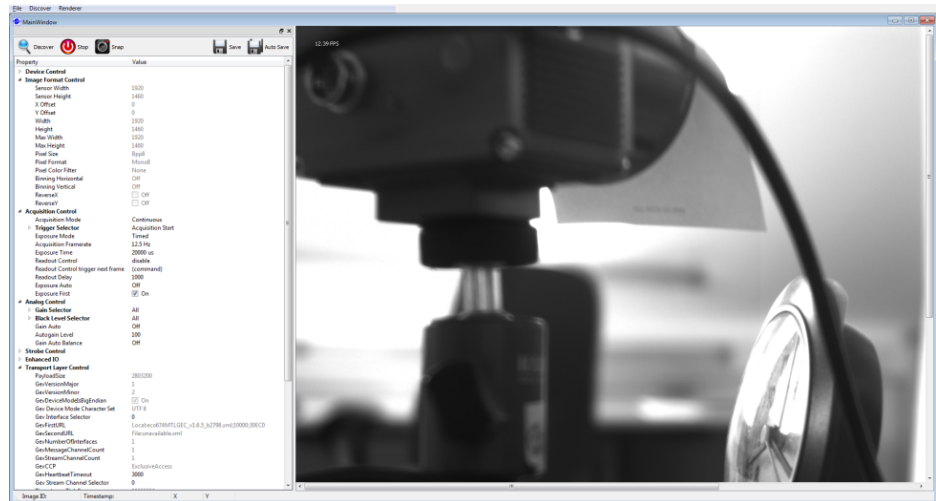 File Discover Renderer
MainWindow
Discover Stop Snap Save Auto Save
Property Value
Device Control
Image Format Control
Sensor Width 1920
Sensor Height 1460
X Offset 0
Y Offset 0
Width 1920
Height 1460
Max Width 1920
Max Height 1460
Pixel Size Bpp8
Pixel Format Mono8
Pixel Color Filter None
Binning Horizontal Off
Binning Vertical Off
ReverseX Off
ReverseY Off
Acquisition Control
Acquisition Mode Continuous
Trigger Selector Acquisition Start
Exposure Mode Timed
Acquisition Framerate 12.5 Hz
Exposure Time 20000 us
Readout Control disable
Readout Control trigger next frame (command)
Readout Delay 1000
Exposure Auto Off
Exposure First On
Analog Control
Gain Selector All
Black Level Selector All
Gain Auto Off
Autogain Level 100
Gain Auto Balance Off
Strobe Control
Enhanced IO
Transport Layer Control
PayloadSize 2803200
GevVersionMajor 1
GevVersionMinor 2
GevDeviceModeIsBigEndian On
Gev Device Mode Character Set UTF 8
Gev Interface Selector 0
GevFirstURL
GevSecondURL File:unavailable.xml
GevNumberOfInterfaces 1
GevMessageChannelCount 1
GevStreamChannelCount 1
GevCCP ExclusiveAccess
GevHeartbeatTimeout 3000
Gev Stream Channel Selector 0
Image ID: Timestamp: X Y
12.39 FPS